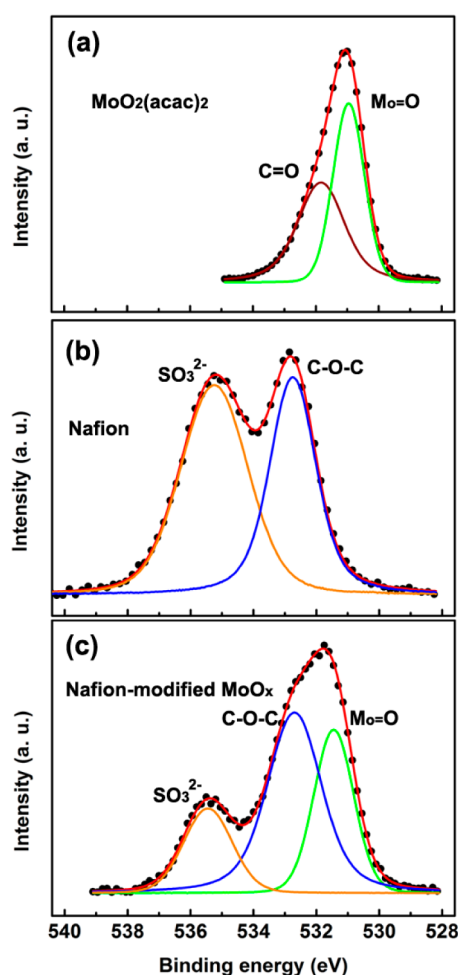 (a)
MoO₂(acac)₂
Mo=O
C=O
Intensity (a. u.)
(b)
SO₃²⁻
C-O-C
Nafion
Intensity (a. u.)
(c)
Nafion-modified MoOₓ
C-O-C
Mo=O
SO₃²⁻
Intensity (a. u.)
540 538 536 534 532 530 528
Binding energy (eV)